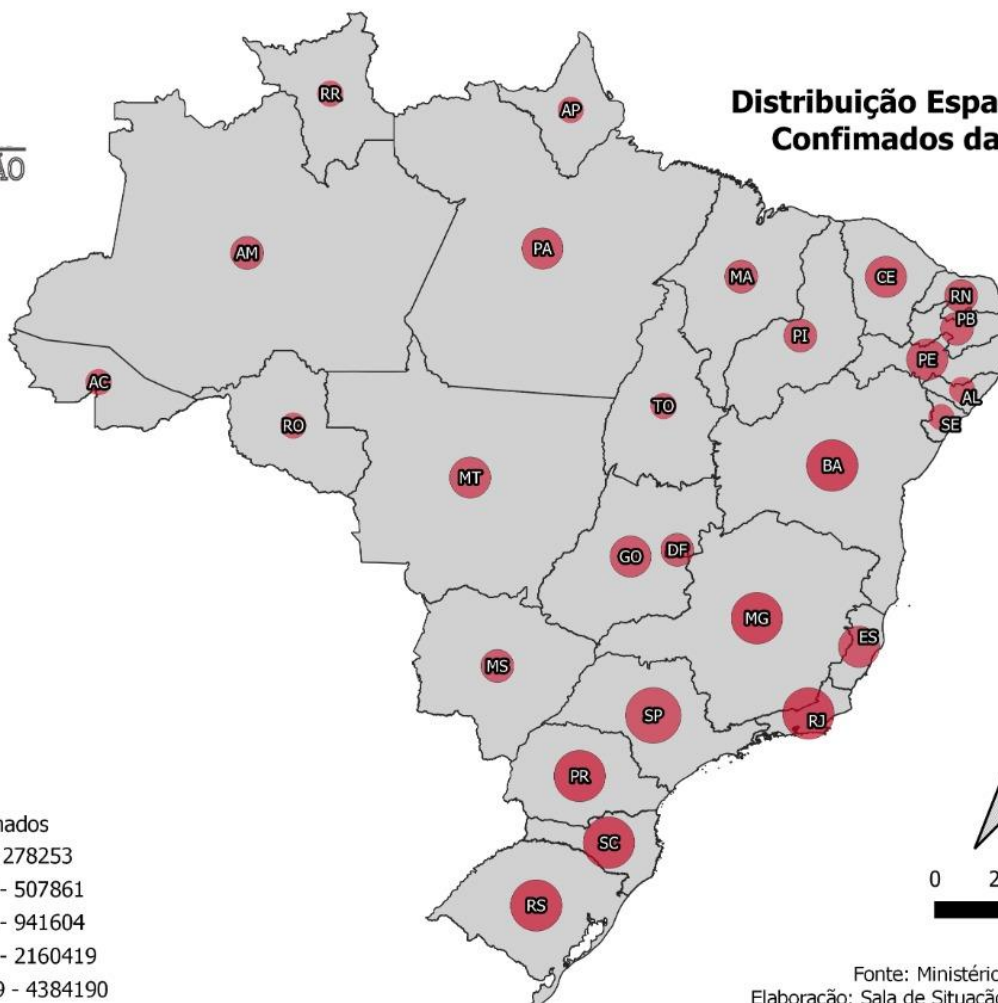 Distribuição Espa
Confimados da
ÃO
RR
AP
AM
PA
MA
CE
RN
PB
PI
PE
AC
AL
TO
SE
RO
BA
MT
GO
DF
MG
ES
MS
SP
RJ
PR
SC
RS
nados
278253
- 507861
- 941604
- 2160419
9 - 4384190
0 2
Fonte: Ministéric
Elaboração: Sala de Situação